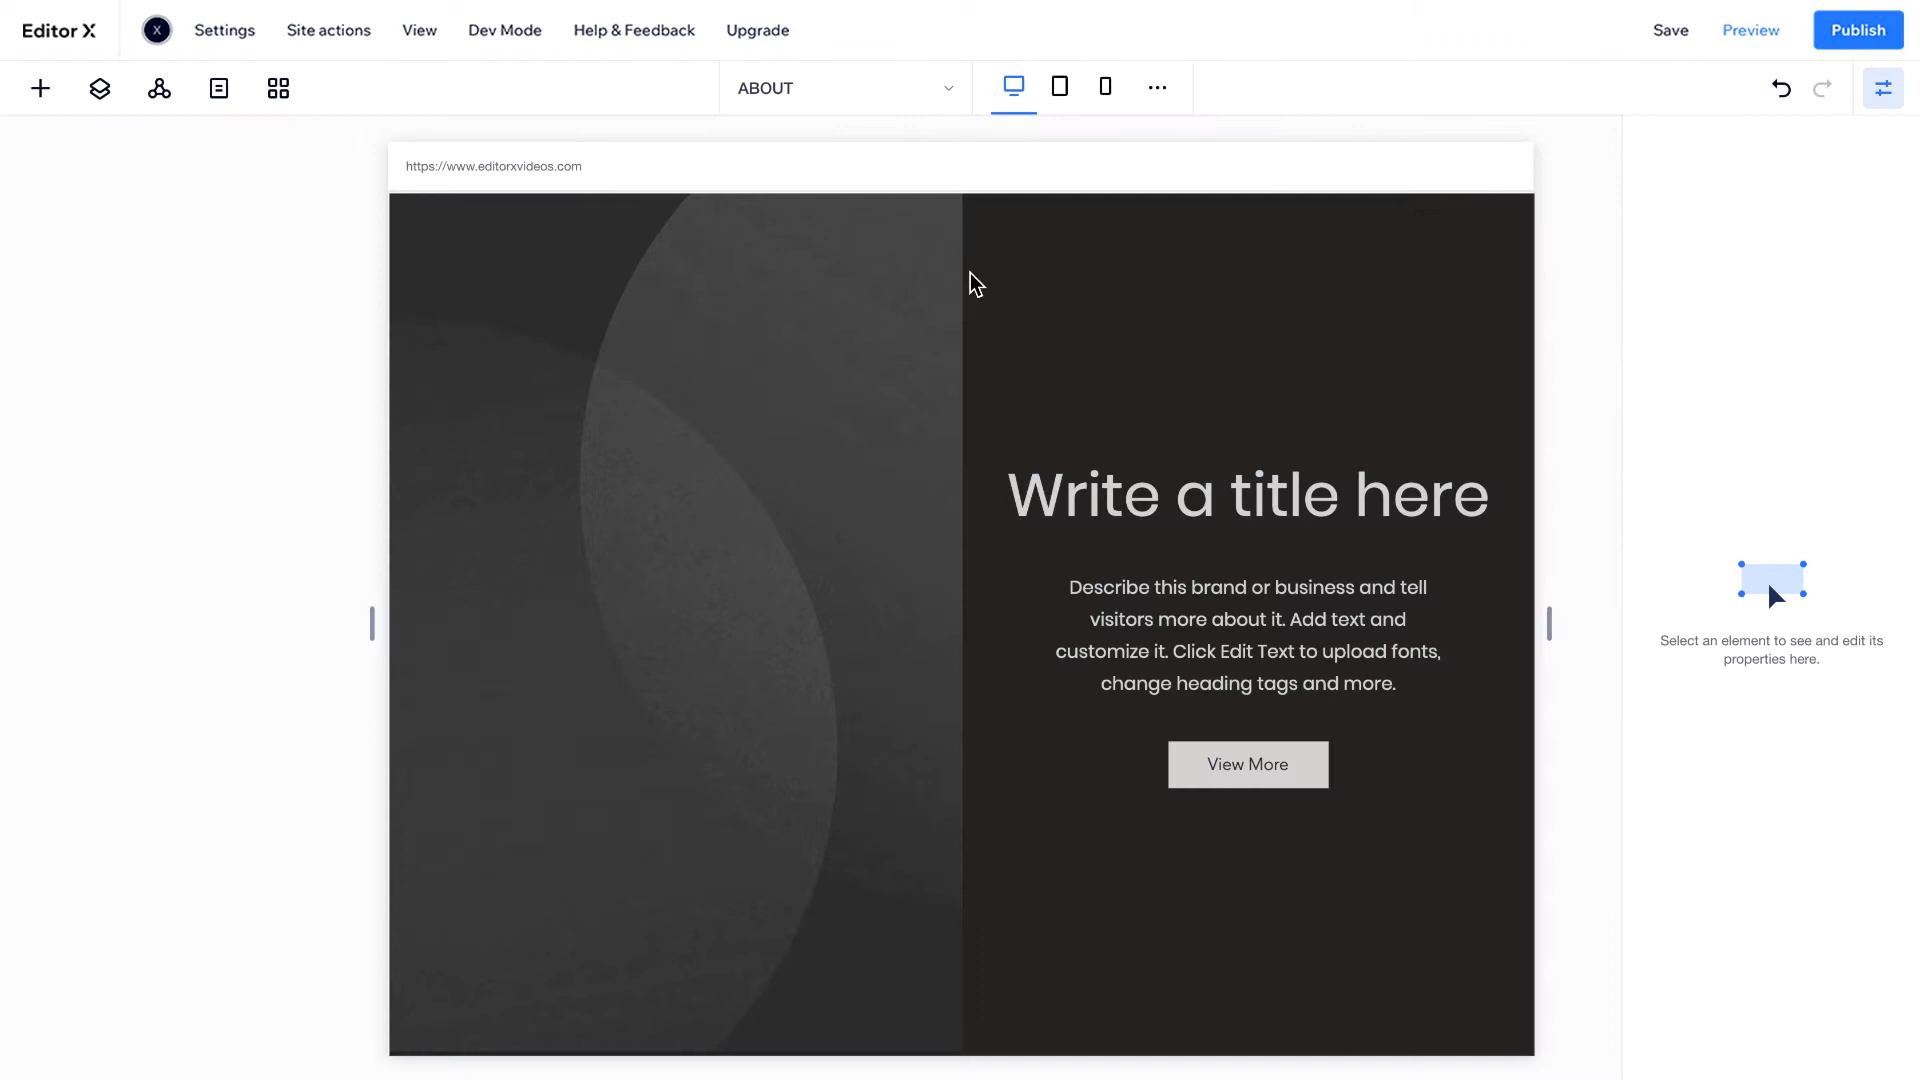 Editor X
X
Settings
Site actions
View
Dev Mode
Help & Feedback
Upgrade
Save
Preview
Publish
ABOUT
https://www.editorxvideos.com
Write a title here
Describe this brand or business and tell
visitors more about it. Add text and
customize it. Click Edit Text to upload fonts,
change heading tags and more.
View More
Select an element to see and edit its
properties here.